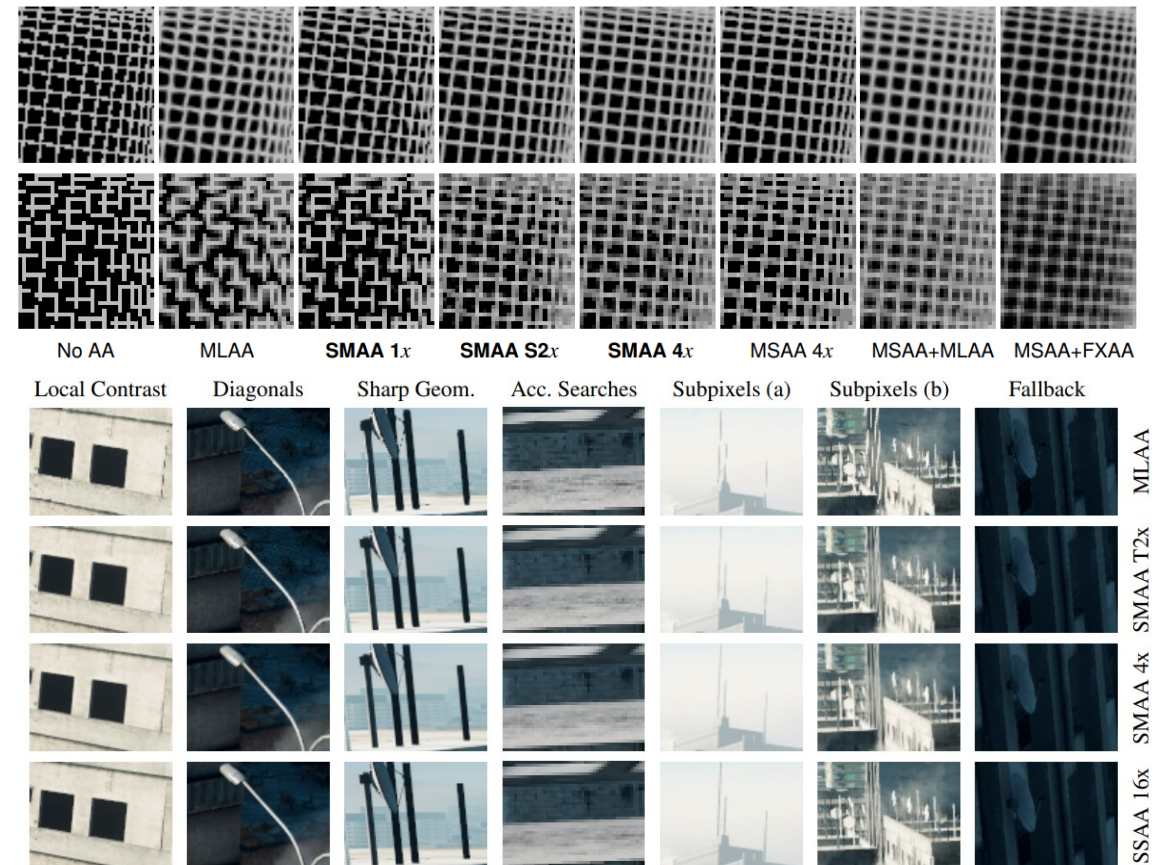 No AA MLAA SMAA 1x SMAA S2x SMAA 4x MSAA 4x MSAA+MLAA MSAA+FXAA
Local Contrast Diagonals Sharp Geom. Acc. Searches Subpixels (a) Subpixels (b) Fallback
MLAA
SMAA T2x
SMAA 4x
SSAA 16x